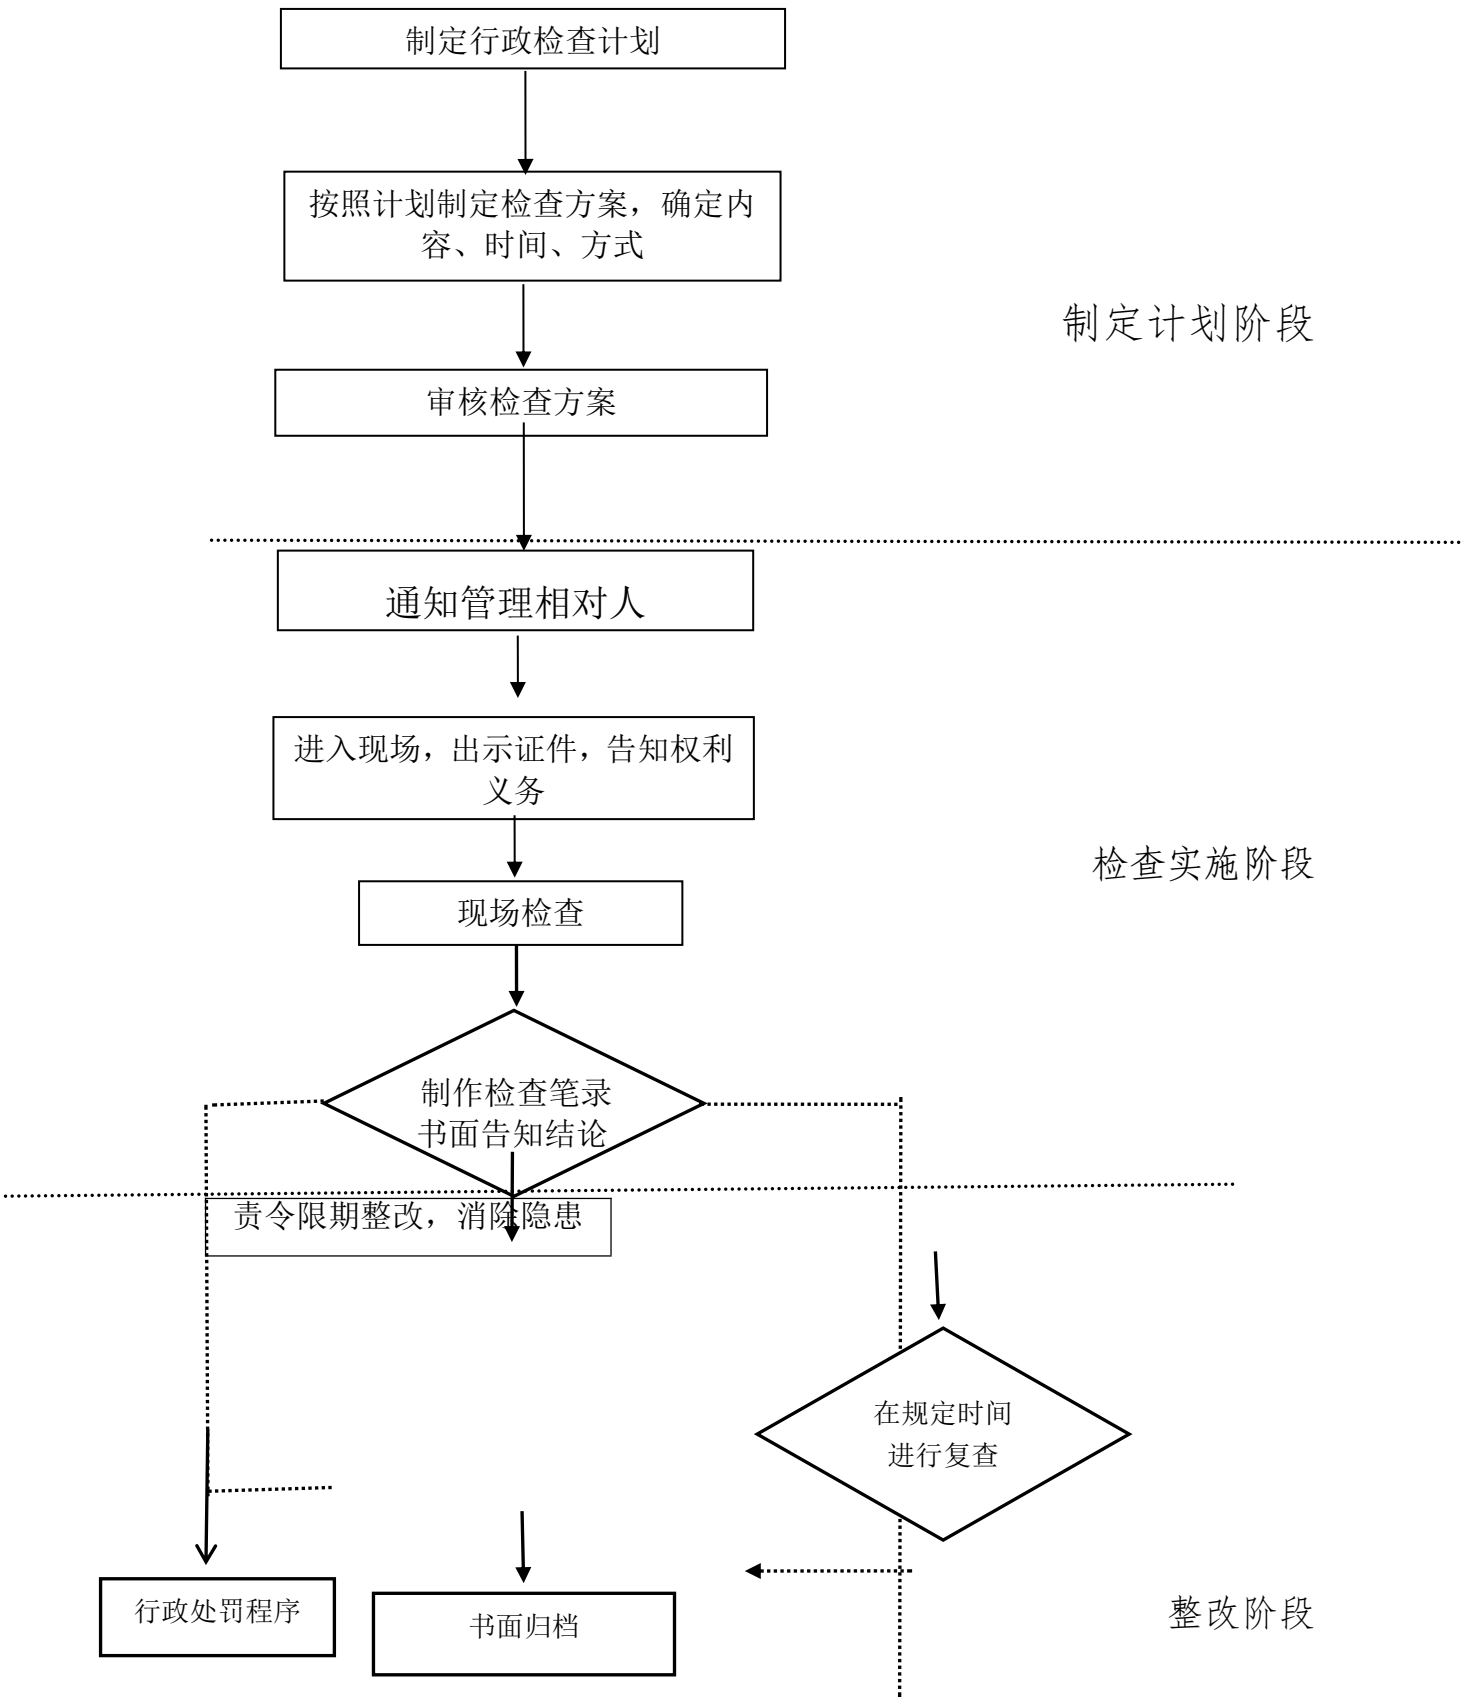 制定行政检查计划
按照计划制定检查方案，确定内
容、时间、方式
制定计划阶段
审核检查方案
通知管理相对人
进入现场，出示证件，告知权利
义务
检查实施阶段
现场检查
制作检查笔录
书面告知结论
责令限期整改，消除隐患
在规定时间
进行复查
行政处罚程序
书面归档
整改阶段